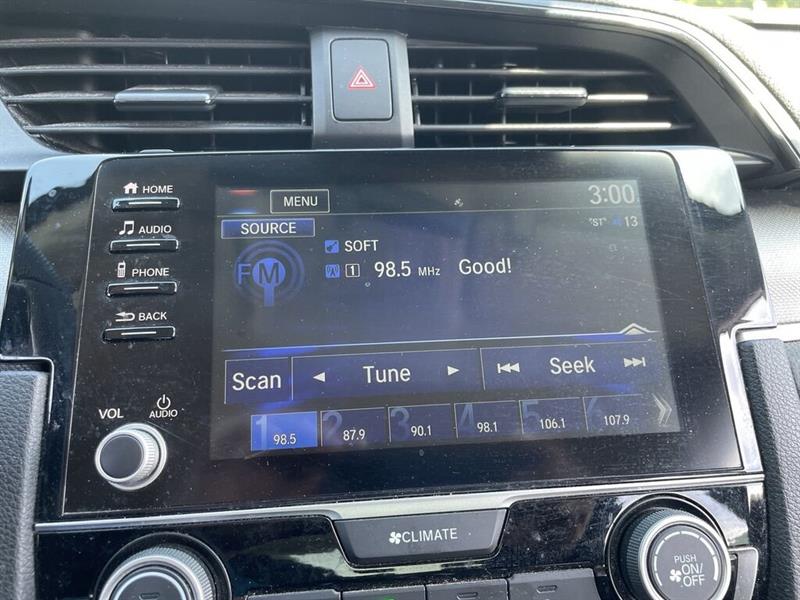 HOME
AUDIO
PHONE
BACK
VOL
AUDIO
MENU
3:00
SOURCE
"ST" 13
FM
SOFT
1 98.5 MHz Good!
Scan
Tune
Seek
1 98.5
2 87.9
3 90.1
4 98.1
5 106.1
6 107.9
CLIMATE
PUSH
ON/
OFF